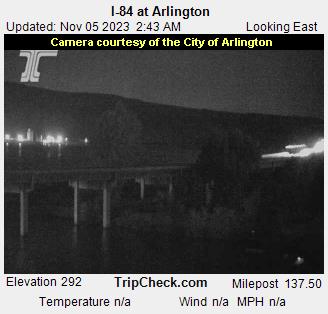 I-84 at Arlington
Updated: Nov 05 2023 2:43 AM Looking East
Camera courtesy of the City of Arlington
Elevation 292 TripCheck.com Milepost 137.50
Temperature n/a Wind n/a MPH n/a